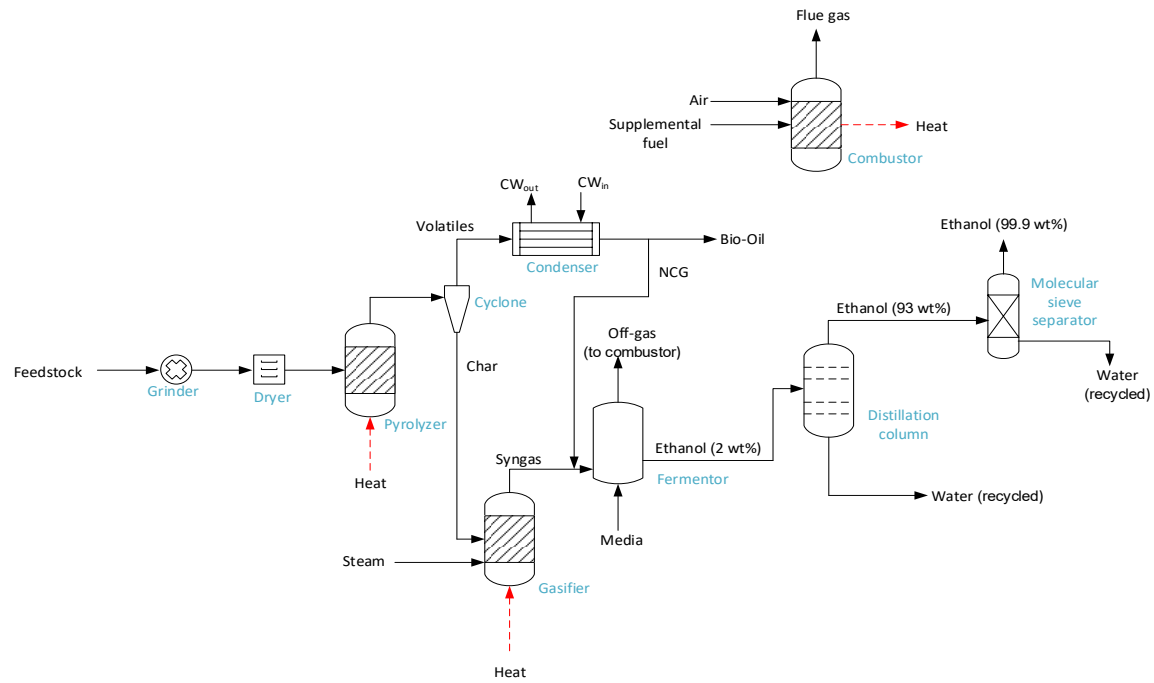 Flue gas
Air
Supplemental
fuel
Heat
Combustor
CWout
CWin
Volatiles
Condenser
Bio-Oil
NCG
Cyclone
Ethanol (99.9 wt%)
Molecular
sieve
separator
Ethanol (93 wt%)
Off-gas
(to combustor)
Feedstock
Grinder
Dryer
Char
Pyrolyzer
Water
(recycled)
Distillation
column
Heat
Syngas
Ethanol (2 wt%)
Fermentor
Water (recycled)
Media
Steam
Gasifier
Heat